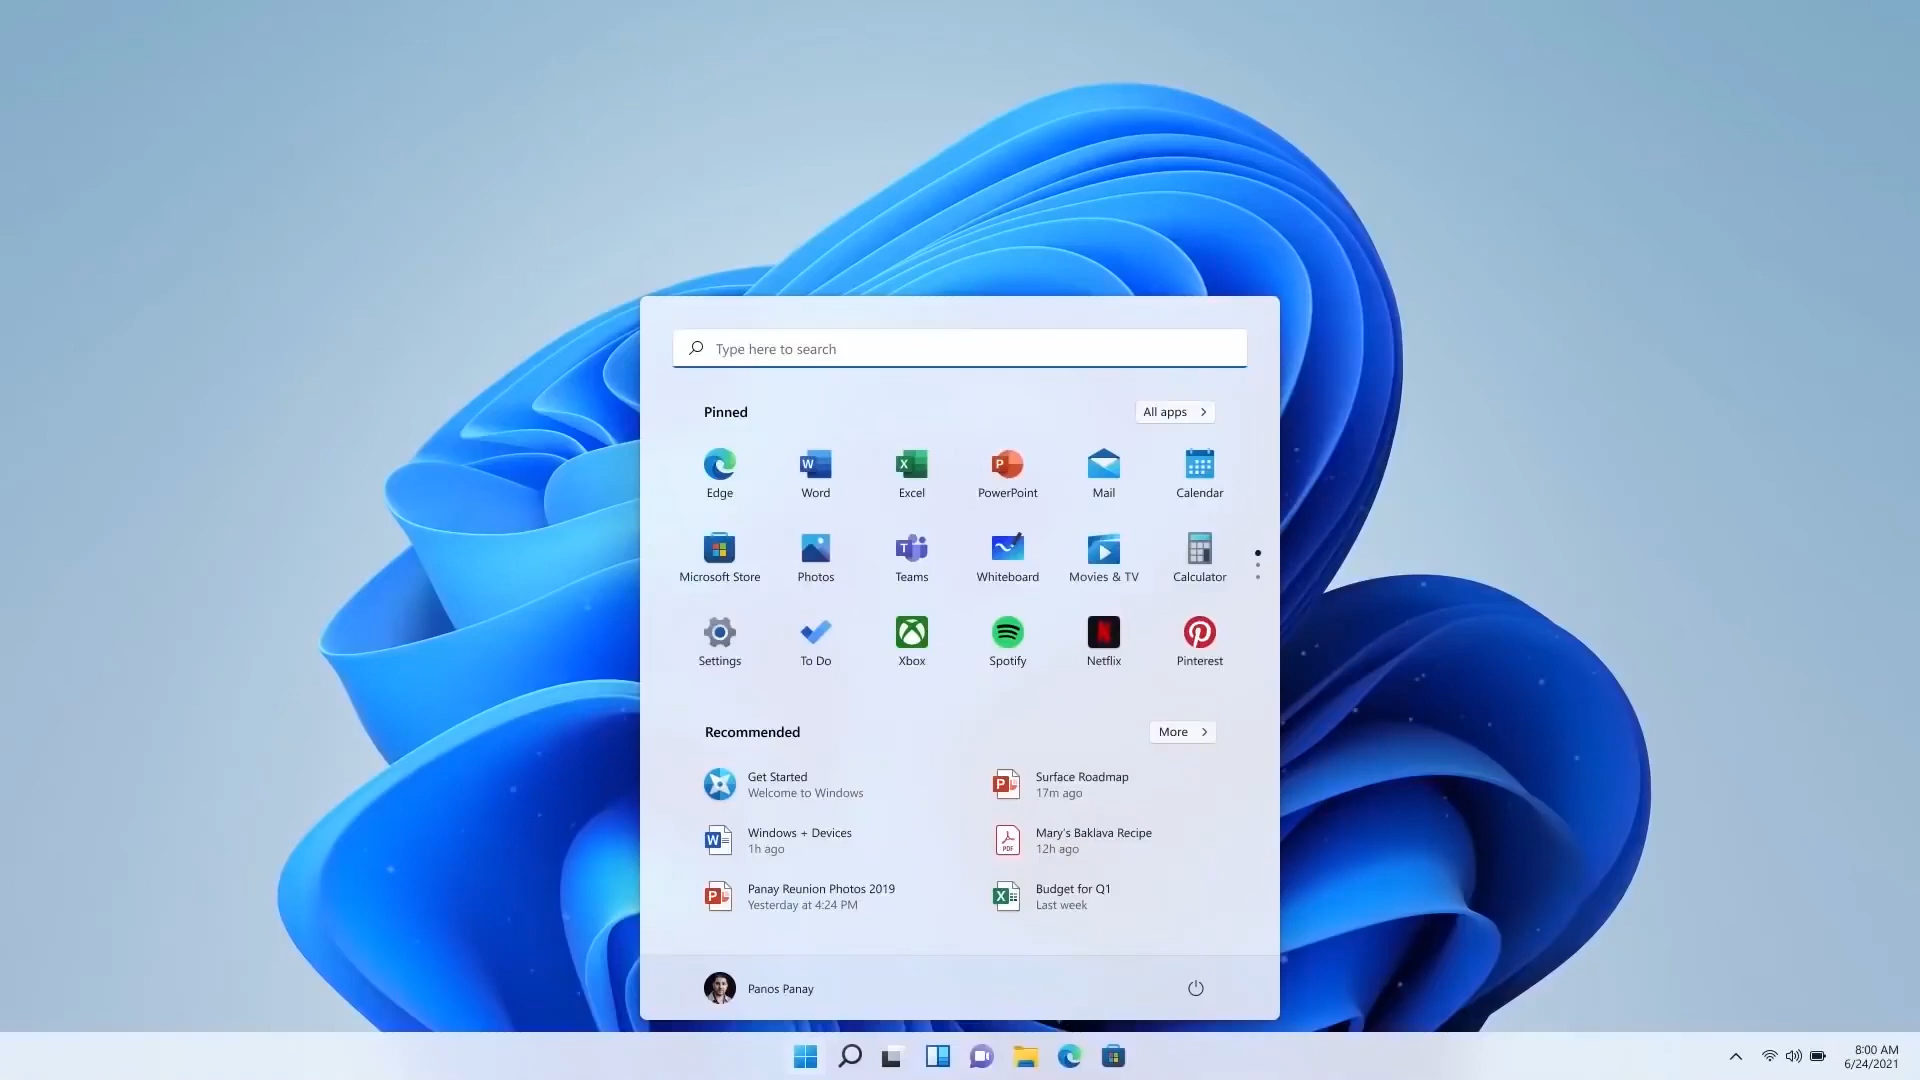 Type here to search
Pinned
All apps
Edge
Word
Excel
PowerPoint
Mail
Calendar
Microsoft Store
Photos
Teams
Whiteboard
Movies & TV
Calculator
Settings
To Do
Xbox
Spotify
Netflix
Pinterest
Recommended
More
Get Started
Welcome to Windows
Surface Roadmap
17m ago
Windows + Devices
1h ago
Mary's Baklava Recipe
12h ago
Panay Reunion Photos 2019
Yesterday at 4:24 PM
Budget for Q1
Last week
Panos Panay
8:00 AM
6/24/2021